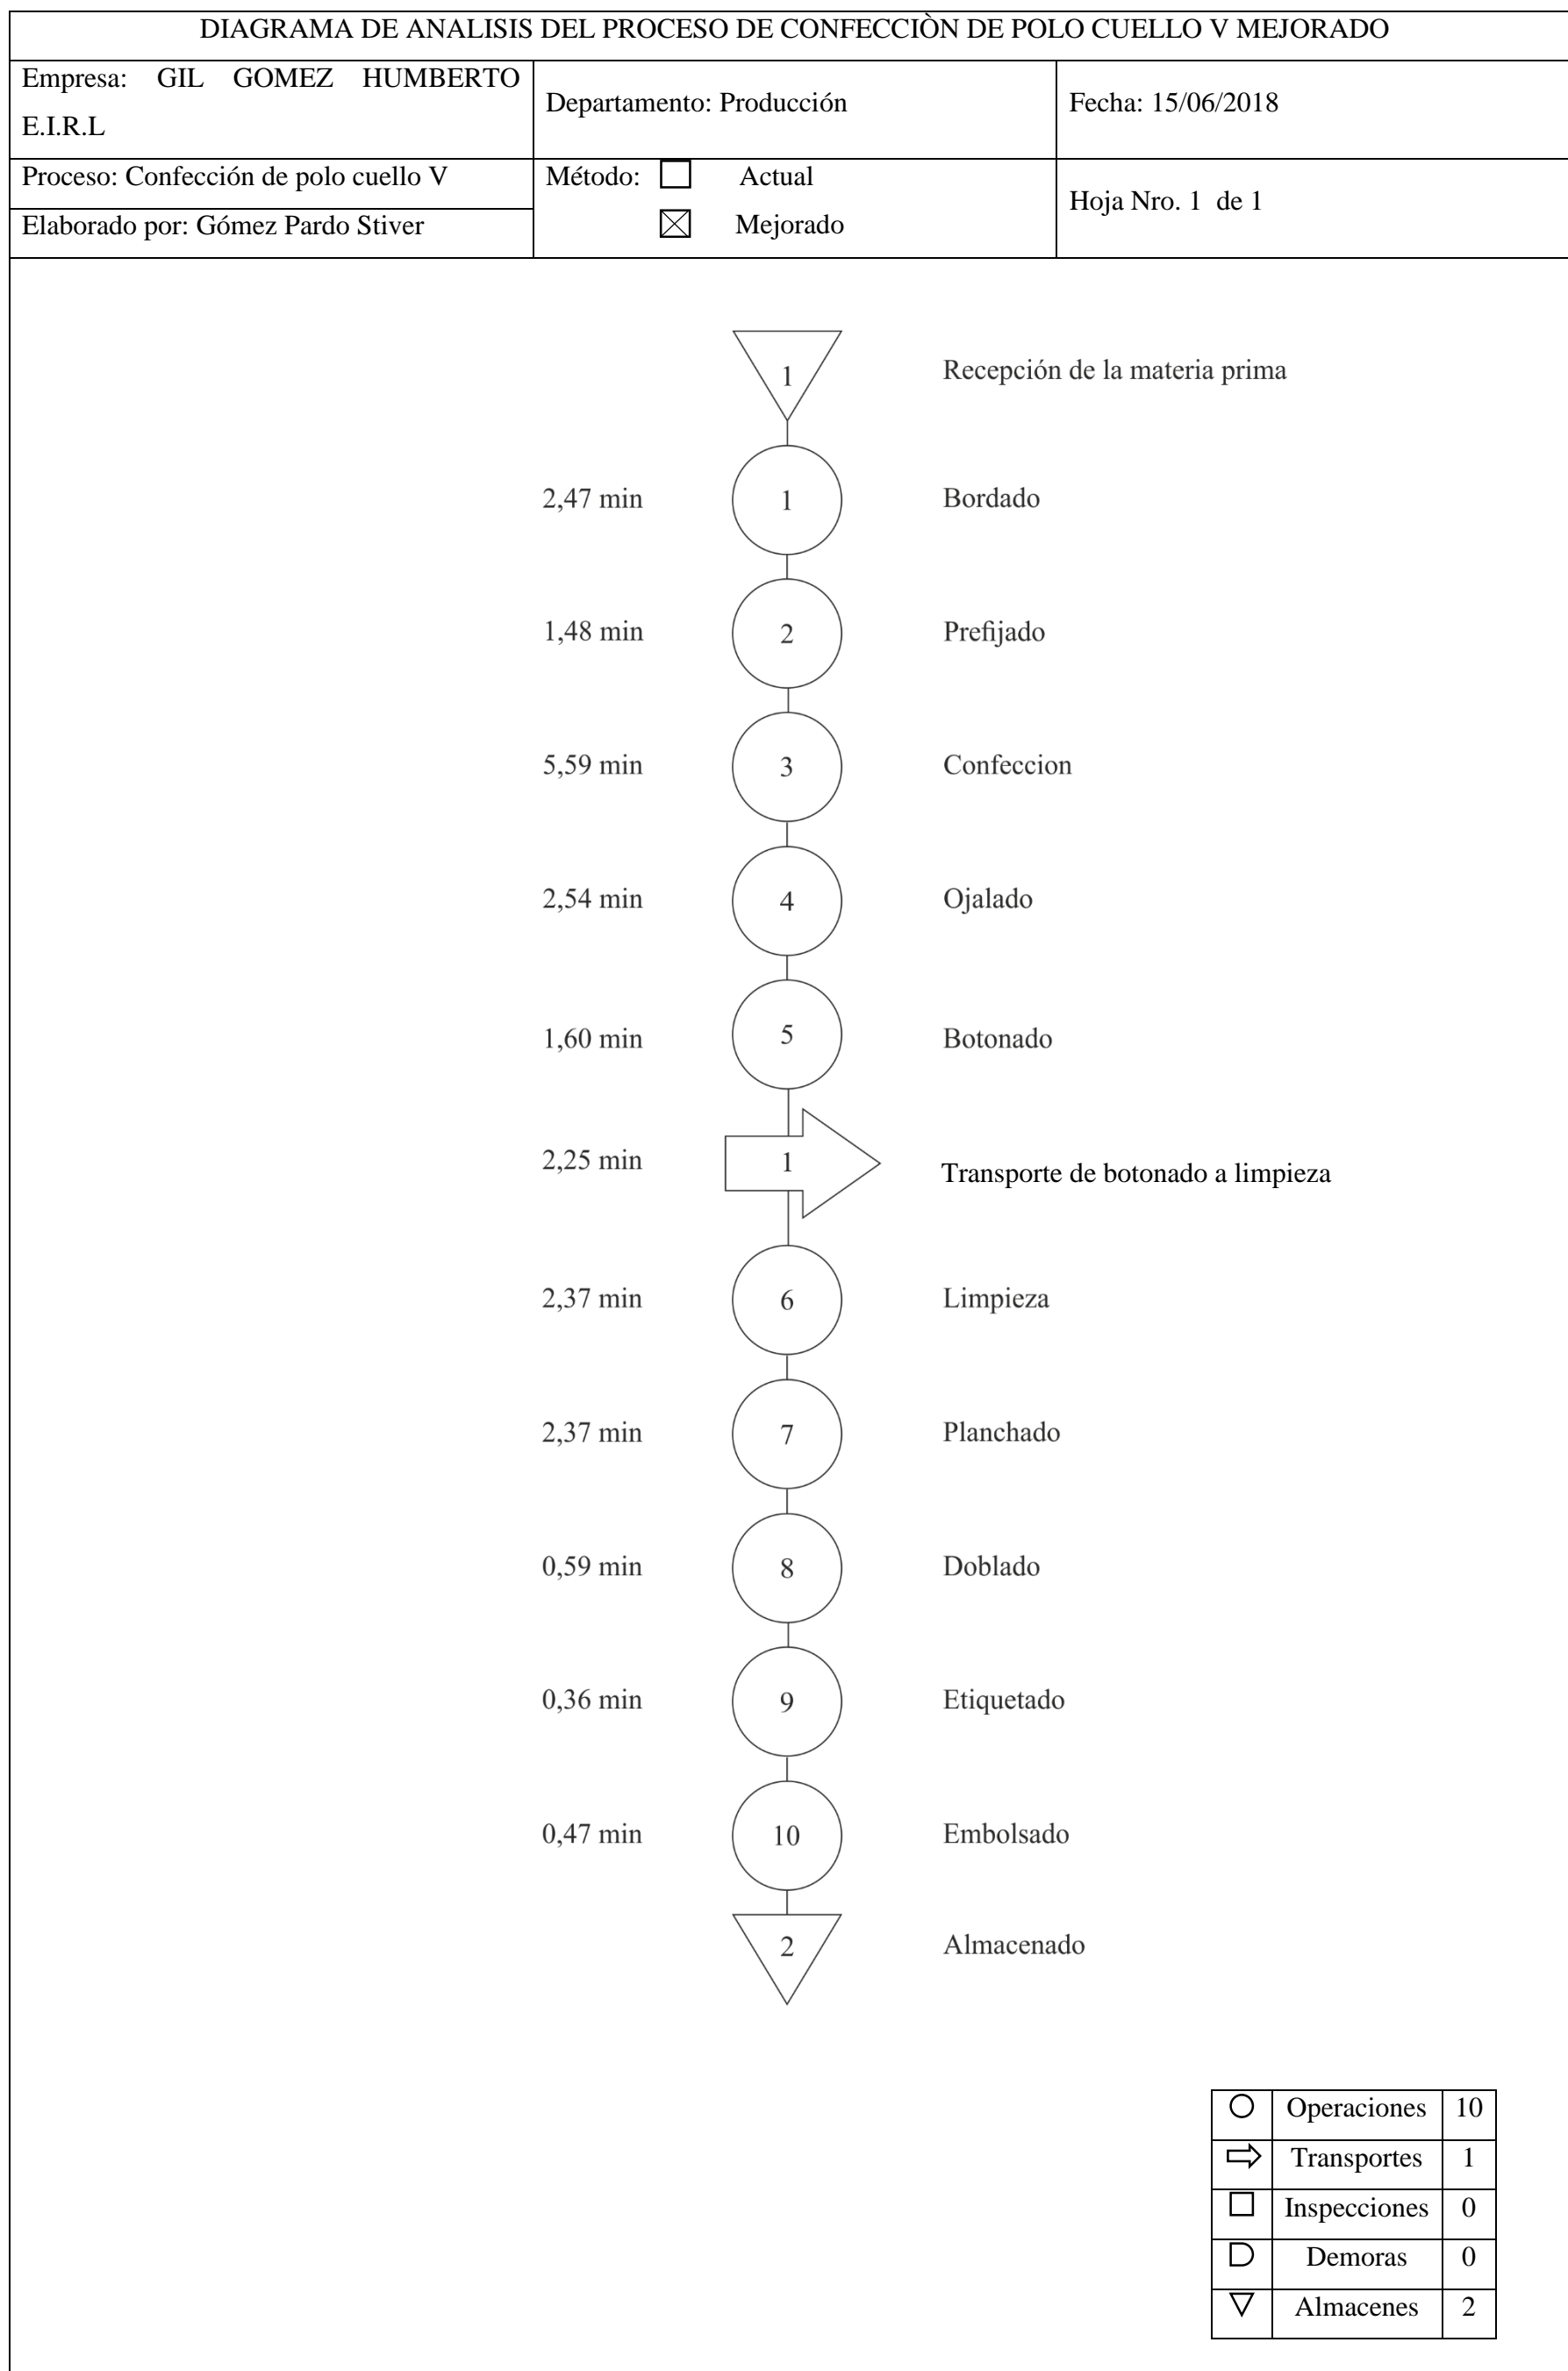 DIAGRAMA DE ANALISIS DEL PROCESO DE CONFECCIÒN DE POLO CUELLO V MEJORADO
Empresa: GIL GOMEZ HUMBERTO
E.I.R.L
Departamento: Producción
Fecha: 15/06/2018
Proceso: Confección de polo cuello V
Elaborado por: Gómez Pardo Stiver
Método: Actual
Mejorado
Hoja Nro. 1 de 1
1 Recepción de la materia prima
2,47 min 1 Bordado
1,48 min 2 Prefijado
5,59 min 3 Confeccion
2,54 min 4 Ojalado
1,60 min 5 Botonado
2,25 min 1 Transporte de botonado a limpieza
2,37 min 6 Limpieza
2,37 min 7 Planchado
0,59 min 8 Doblado
0,36 min 9 Etiquetado
0,47 min 10 Embolsado
2 Almacenado
Operaciones 10
Transportes 1
Inspecciones 0
Demoras 0
Almacenes 2